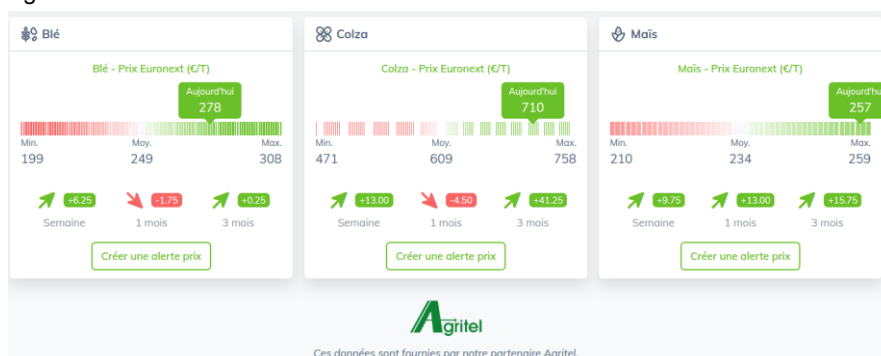 Blé
Blé - Prix Euronext (€/T)
Aujourd'hui
278
Min. Moy. Max.
199 249 308
+6.25 -1.75 +0.25
Semaine 1 mois 3 mois
Créer une alerte prix
Colza
Colza - Prix Euronext (€/T)
Aujourd'hui
710
Min. Moy. Max.
471 609 758
+13.00 -4.50 +41.25
Semaine 1 mois 3 mois
Créer une alerte prix
Maïs
Maïs - Prix Euronext (€/T)
Aujourd'hu
257
Min. Moy. Max.
210 234 259
+9.75 +13.00 +15.75
Semaine 1 mois 3 mois
Créer une alerte prix
Agritel
Ces données sont fournies par notre partenaire Agritel.